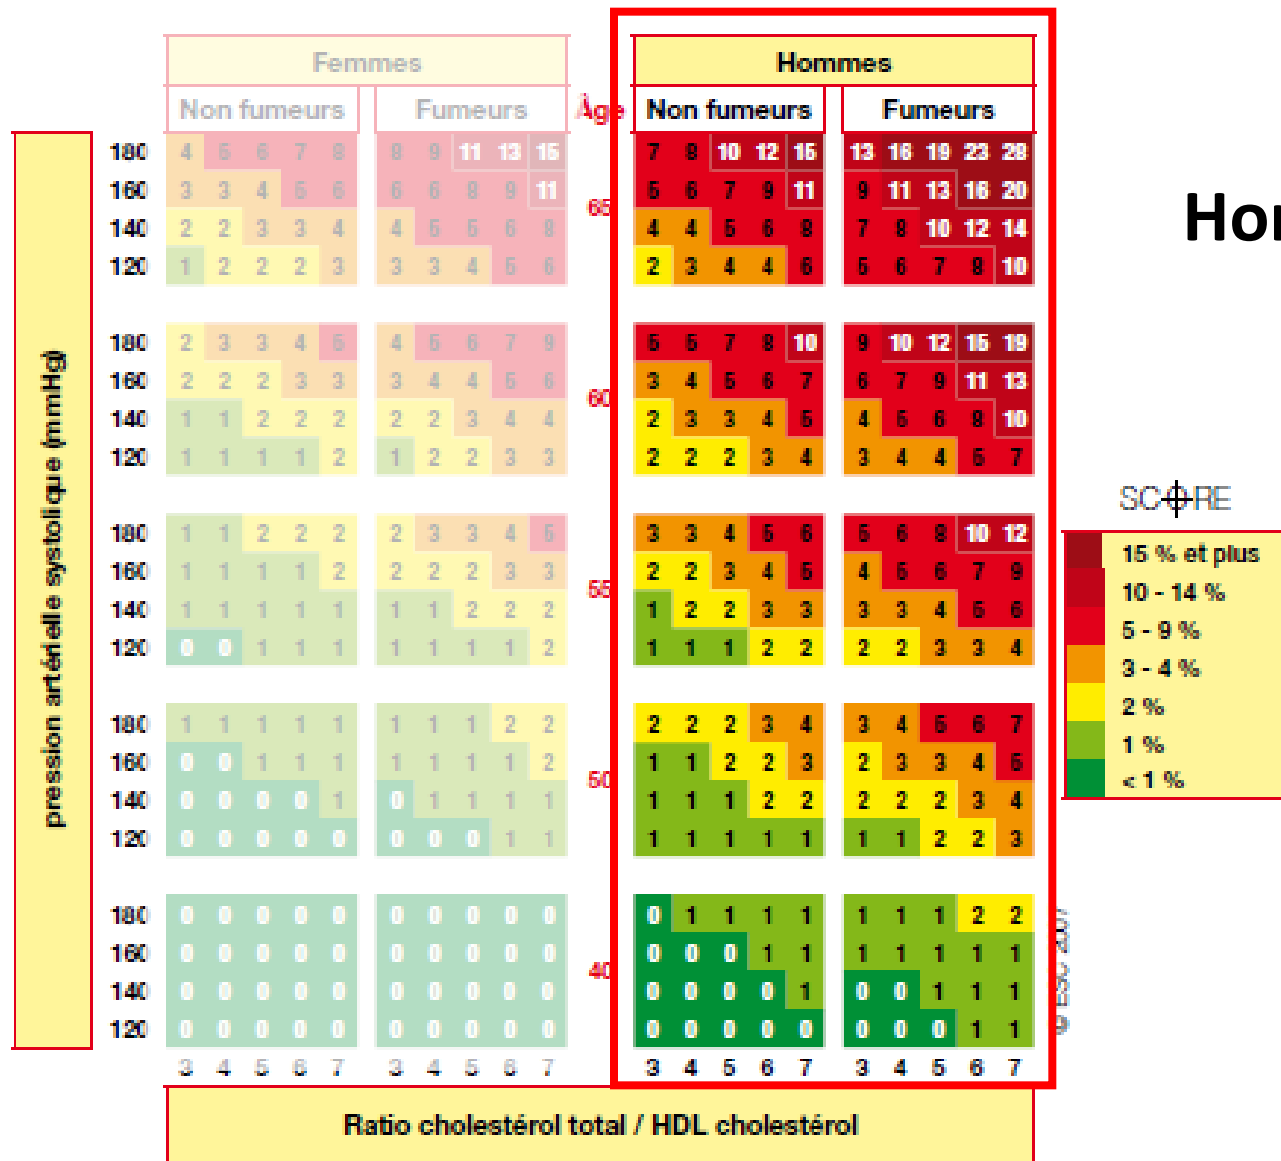 Femmes Hommes
Non fumeurs Fumeurs Âge Non fumeurs Fumeurs
180 4 5 6 7 8 8 9 11 13 15 7 8 10 12 15 13 16 19 23 28
160 3 3 4 5 6 6 6 8 9 11 5 6 7 9 11 9 11 13 16 20
65
140 2 2 3 3 4 4 5 5 6 8 4 4 5 6 8 7 8 10 12 14
120 1 2 2 2 3 3 3 4 5 6 2 3 4 4 6 5 6 7 8 10
180 2 3 3 4 5 4 5 6 7 9 5 5 7 8 10 9 10 12 15 19
160 2 2 2 3 3 3 4 4 5 6 3 4 5 6 7 6 7 9 11 13
60
140 1 1 2 2 2 2 2 3 4 4 2 3 3 4 5 4 5 6 8 10
120 1 1 1 1 2 1 2 2 3 3 2 2 2 3 4 3 4 4 5 7
180 1 1 2 2 2 2 3 3 4 5 3 3 4 5 6 5 6 8 10 12
160 1 1 1 1 2 2 2 2 3 3 2 2 3 4 5 4 5 6 7 9
55
140 1 1 1 1 1 1 1 2 2 2 1 2 2 3 3 3 3 4 5 6
120 0 0 1 1 1 1 1 1 1 2 1 1 1 2 2 2 2 3 3 4
180 1 1 1 1 1 1 1 1 2 2 2 2 2 3 4 3 4 5 6 7
160 0 0 1 1 1 1 1 1 1 2 1 1 2 2 3 2 3 3 4 5
50
140 0 0 0 0 1 0 1 1 1 1 1 1 1 2 2 2 2 2 3 4
120 0 0 0 0 0 0 0 0 1 1 1 1 1 1 1 1 1 2 2 3
180 0 0 0 0 0 0 0 0 0 0 0 1 1 1 1 1 1 1 2 2
160 0 0 0 0 0 0 0 0 0 0 0 0 0 1 1 1 1 1 1 1
40
140 0 0 0 0 0 0 0 0 0 0 0 0 0 0 1 0 0 1 1 1
120 0 0 0 0 0 0 0 0 0 0 0 0 0 0 0 0 0 0 1 1
3 4 5 6 7 3 4 5 6 7 3 4 5 6 7 3 4 5 6 7
Ratio cholestérol total / HDL cholestérol
pression artérielle systolique (mmHg)
Hor
SCORE
15 % et plus
10 - 14 %
5 - 9 %
3 - 4 %
2 %
1 %
< 1 %
© ESC 2007